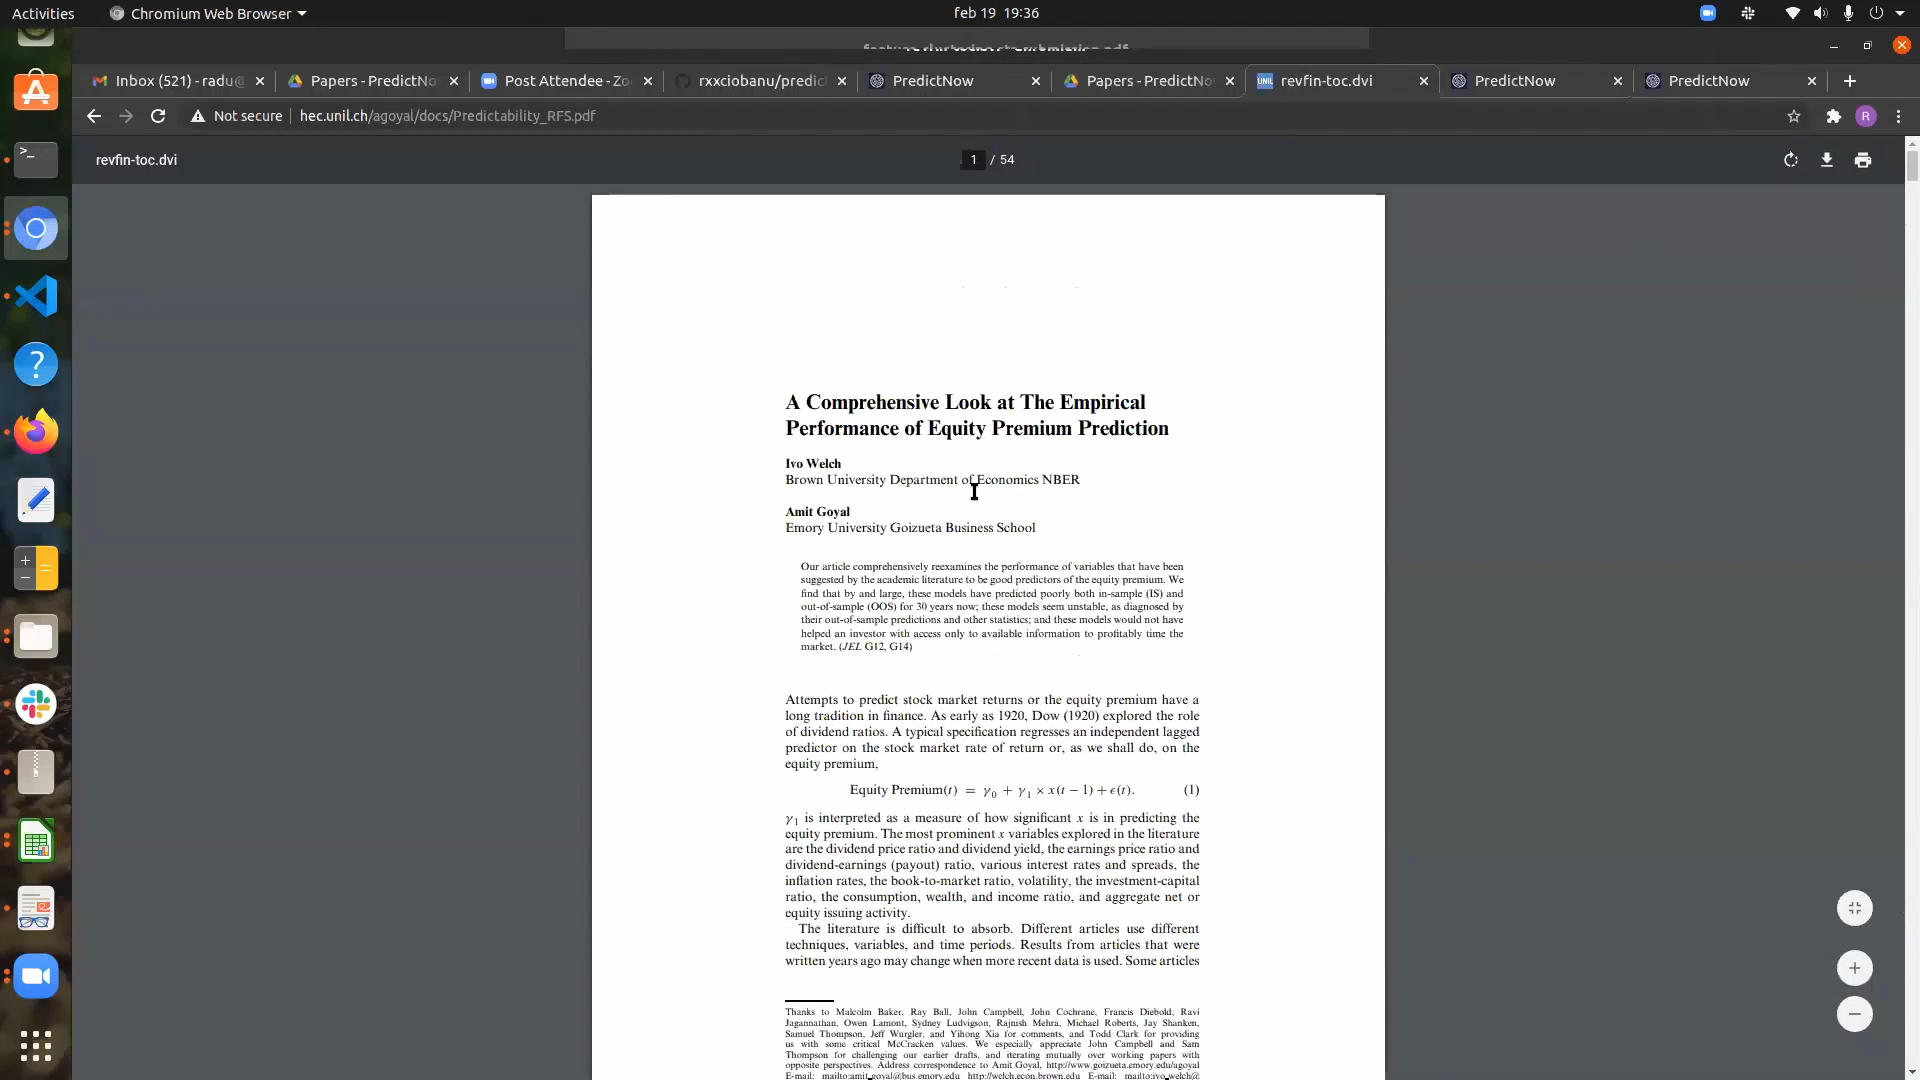 Activities
Chromium Web Browser
feb 19 19:36
Inbox (521) - radu@
Papers - PredictNo
Post Attendee - Zo
rxxciobanu/predic
PredictNow
Papers - PredictNo
UNIL
revfin-toc.dvi
PredictNow
PredictNow
Not secure
hec.unil.ch/agoyal/docs/Predictability_RFS.pdf
R
revfin-toc.dvi
1 / 54
A Comprehensive Look at The Empirical
Performance of Equity Premium Prediction
Ivo Welch
Brown University Department of Economics NBER
Amit Goyal
Emory University Goizueta Business School
Our article comprehensively reexamines the performance of variables that have been
suggested by the academic literature to be good predictors of the equity premium. We
find that by and large, these models have predicted poorly both in-sample (IS) and
out-of-sample (OOS) for 30 years now; these models seem unstable, as diagnosed by
their out-of-sample predictions and other statistics; and these models would not have
helped an investor with access only to available information to profitably time the
market. (JEL G12, G14)
Attempts to predict stock market returns or the equity premium have a
long tradition in finance. As early as 1920, Dow (1920) explored the role
of dividend ratios. A typical specification regresses an independent lagged
predictor on the stock market rate of return or, as we shall do, on the
equity premium,
Equity Premium(t) = γ0 + γ1 × x(t − 1) + ϵ(t). (1)
γ1 is interpreted as a measure of how significant x is in predicting the
equity premium. The most prominent x variables explored in the literature
are the dividend price ratio and dividend yield, the earnings price ratio and
dividend-earnings (payout) ratio, various interest rates and spreads, the
inflation rates, the book-to-market ratio, volatility, the investment-capital
ratio, the consumption, wealth, and income ratio, and aggregate net or
equity issuing activity.
The literature is difficult to absorb. Different articles use different
techniques, variables, and time periods. Results from articles that were
written years ago may change when more recent data is used. Some articles
Thanks to Malcolm Baker, Ray Ball, John Campbell, John Cochrane, Francis Diebold, Ravi
Jagannathan, Owen Lamont, Sydney Ludvigson, Rajnish Mehra, Michael Roberts, Jay Shanken,
Samuel Thompson, Jeff Wurgler, and Yihong Xia for comments, and Todd Clark for providing
us with some critical McCracken values. We especially appreciate John Campbell and Sam
Thompson for challenging our earlier drafts, and iterating mutually over working papers with
opposite perspectives. Address correspondence to Amit Goyal, http://www.goizueta.emory.edu/agoyal
E-mail: mailto:amit_goyal@bus.emory.edu http://welch.econ.brown.edu E-mail: mailto:ivo_welch@